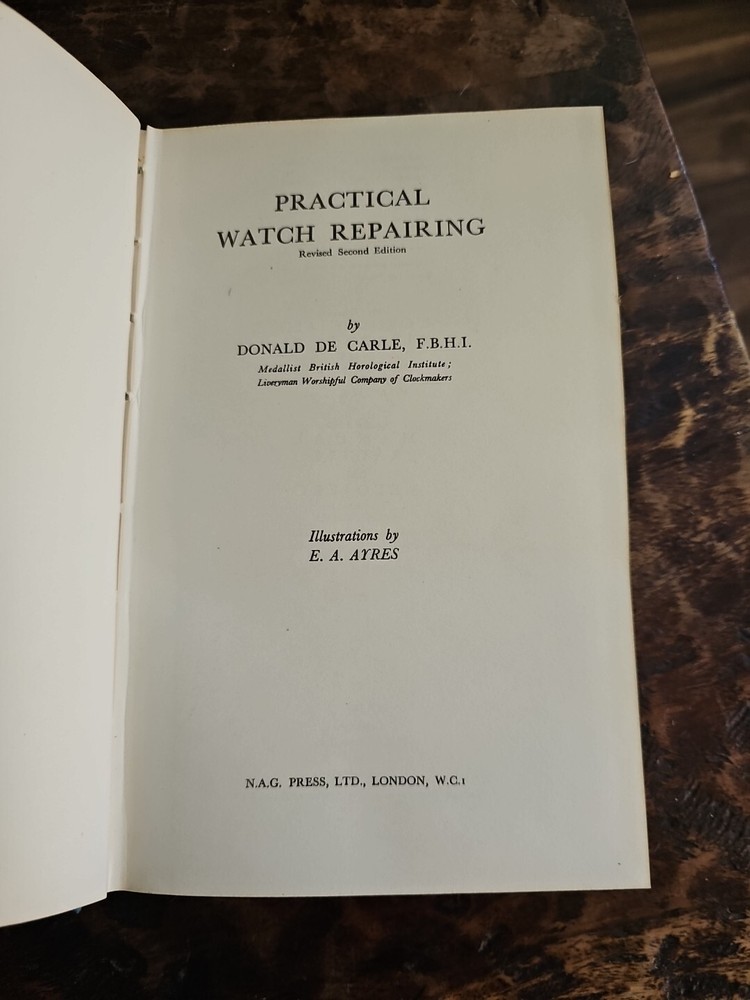 PRACTICAL
WATCH REPAIRING
Revised Second Edition
by
DONALD DE CARLE, F.B.H.I.
Medallist British Horological Institute;
Liveryman Worshipful Company of Clockmakers
Illustrations by
E. A. AYRES
N.A.G. PRESS, LTD., LONDON, W.C.1